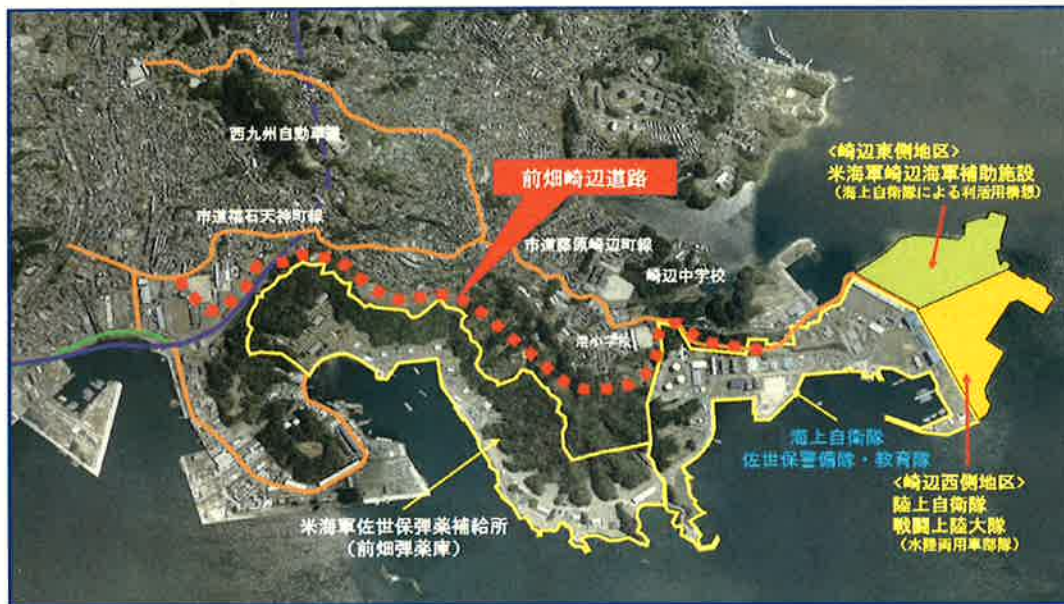 <崎辺東側地区>
米海軍崎辺海軍補助施設
(海上自衛隊による利活用構想)
西九州自動車道
前畑崎辺道路
市道福石天神町線
市道藤原崎辺町線
崎辺中学校
港小学校
海上自衛隊
佐世保警備隊・教育隊
<崎辺西側地区>
陸上自衛隊
戦闘上陸大隊
(水陸両用車部隊)
米海軍佐世保弾薬補給所
(前畑弾薬庫)